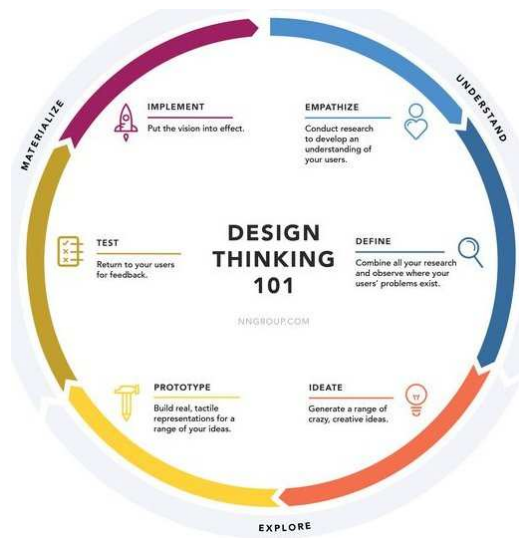 DESIGN
THINKING
101
NNGROUP.COM
UNDERSTAND
EMPATHIZE
Conduct research
to develop an
understanding of
your users.
DEFINE
Combine all your research
and observe where your
users' problems exist.
EXPLORE
IDEATE
Generate a range of
crazy, creative ideas.
PROTOTYPE
Build real, tactile
representations for a
range of your ideas.
MATERIALIZE
TEST
Return to your users
for feedback.
IMPLEMENT
Put the vision into effect.